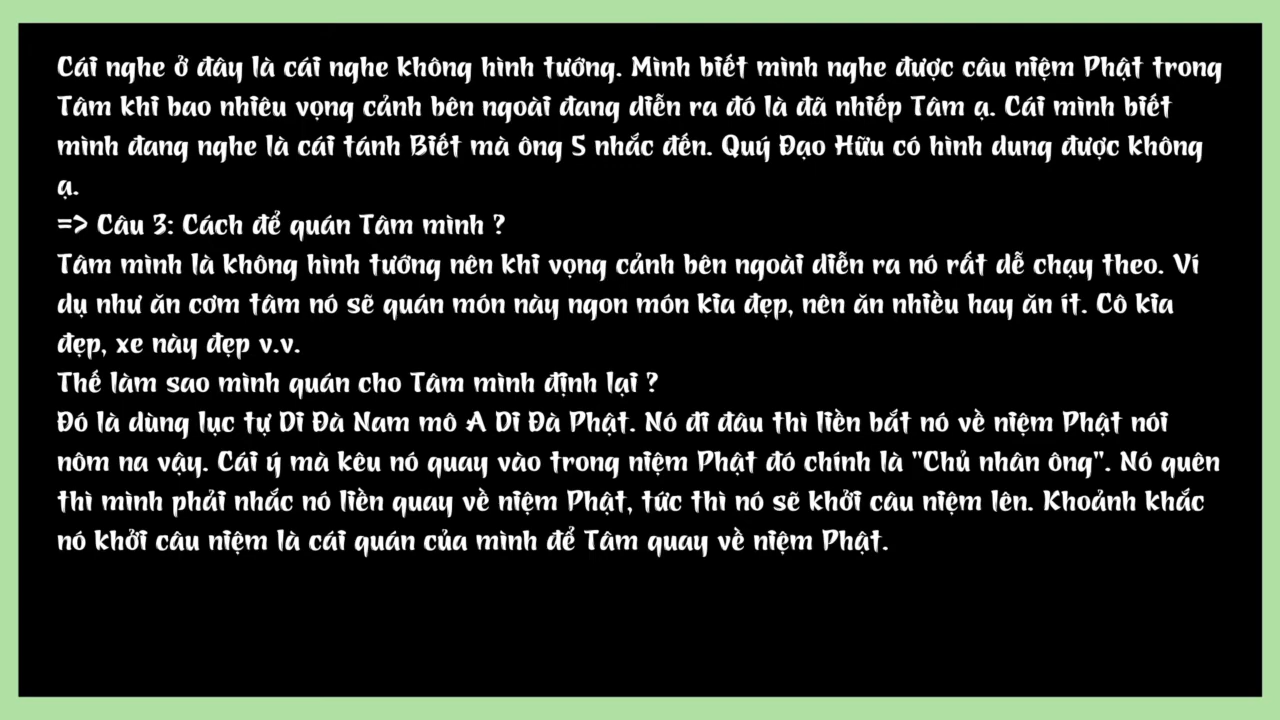 Cái nghe ở đây là cái nghe không hình tướng. Mình biết mình nghe được câu niệm Phật trong
Tâm khi bao nhiêu vọng cảnh bên ngoài đang diễn ra đó là đã nhiếp Tâm ạ. Cái mình biết
mình đang nghe là cái tánh Biết mà ông 5 nhắc đến. Quý Đạo Hữu có hình dung được không
ạ.
=> Câu 3: Cách để quán Tâm mình ?
Tâm mình là không hình tướng nên khi vọng cảnh bên ngoài diễn ra nó rất dễ chạy theo. Ví
dụ như ăn cơm tâm nó sẽ quán món này ngon món kia đẹp, nên ăn nhiều hay ăn ít. Cô kia
đẹp, xe này đẹp v.v.
Thế làm sao mình quán cho Tâm mình định lại ?
Đó là dùng lục tự Di Đà Nam mô A Di Đà Phật. Nó đi đâu thì liền bắt nó về niệm Phật nói
nôm na vậy. Cái ý mà kêu nó quay vào trong niệm Phật đó chính là "Chủ nhân ông". Nó quên
thì mình phải nhắc nó liền quay về niệm Phật, tức thì nó sẽ khởi câu niệm lên. Khoảnh khắc
nó khởi câu niệm là cái quán của mình để Tâm quay về niệm Phật.